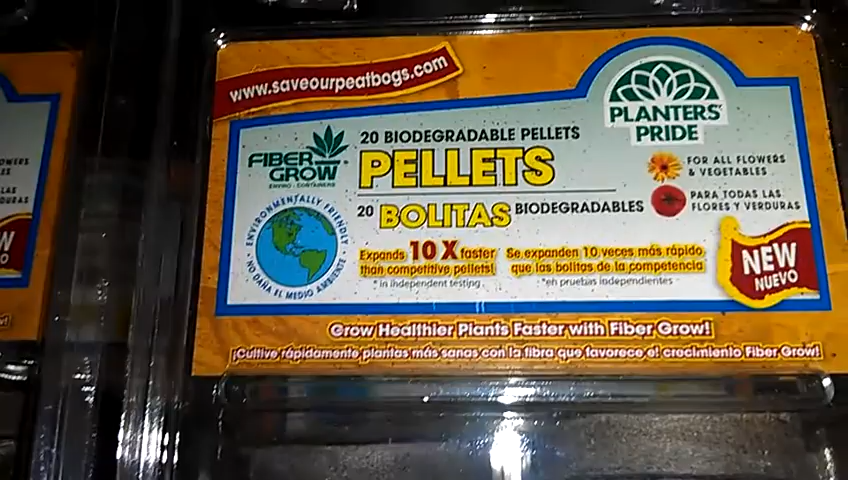 www.saveourpeatbogs.com
PLANTERS'
PRIDE
20 BIODEGRADABLE PELLETS
FIBER
GROW
ENVIRO - CONTAINERS
PELLETS
FOR ALL FLOWERS
& VEGETABLES
PARA TODAS LAS
FLORES Y VERDURAS
20 BOLITAS BIODEGRADABLES
ENVIRONMENTALLY FRIENDLY
NO DAÑA EL MEDIO AMBIENTE
Expands 10 X faster
than competitive pellets!
* in independent testing.
Se expanden 10 veces más rápido
que las bolitas de la competencia
*en pruebas independientes
NEW
NUEVO
Grow Healthier Plants Faster with Fiber Grow!
¡Cultive rápidamente plantas más sanas con la fibra que favorece el crecimiento Fiber Grow!